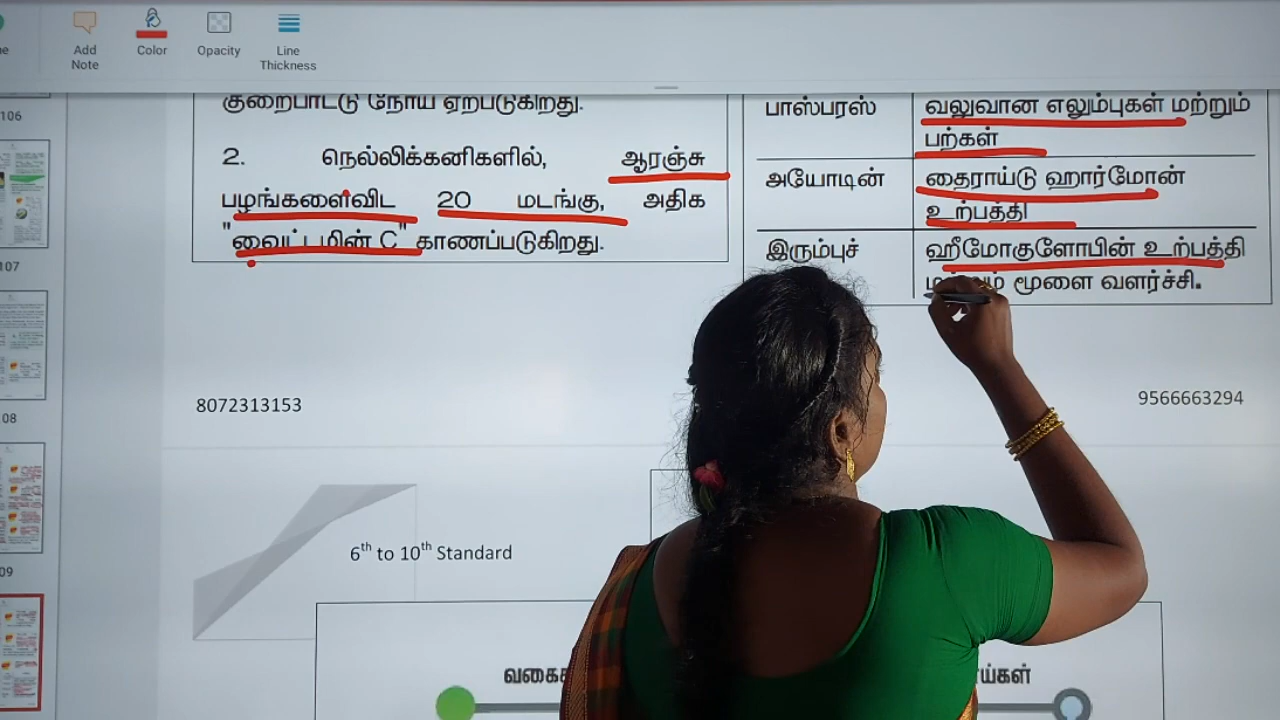 Add
Note
Color
Opacity
Line
Thickness
106
107
08
09
குறைபாட்டு நோய் ஏற்படுகிறது.
2. நெல்லிக்கனிகளில், ஆரஞ்சு
பழங்களைவிட 20 மடங்கு, அதிக
"வைட்டமின் C" காணப்படுகிறது.
பாஸ்பரஸ்
வலுவான எலும்புகள் மற்றும்
பற்கள்
அயோடின்
தைராய்டு ஹார்மோன்
உற்பத்தி
இரும்புச்
ஹீமோகுளோபின் உற்பத்தி
மூளை வளர்ச்சி.
8072313153
9566663294
6th to 10th Standard